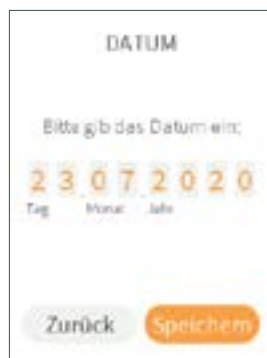 DATUM
Bitte gib das Datum ein:
2 3 . 0 7 . 2 0 2 0
Tag Monat Jahr
Zurück Speichern